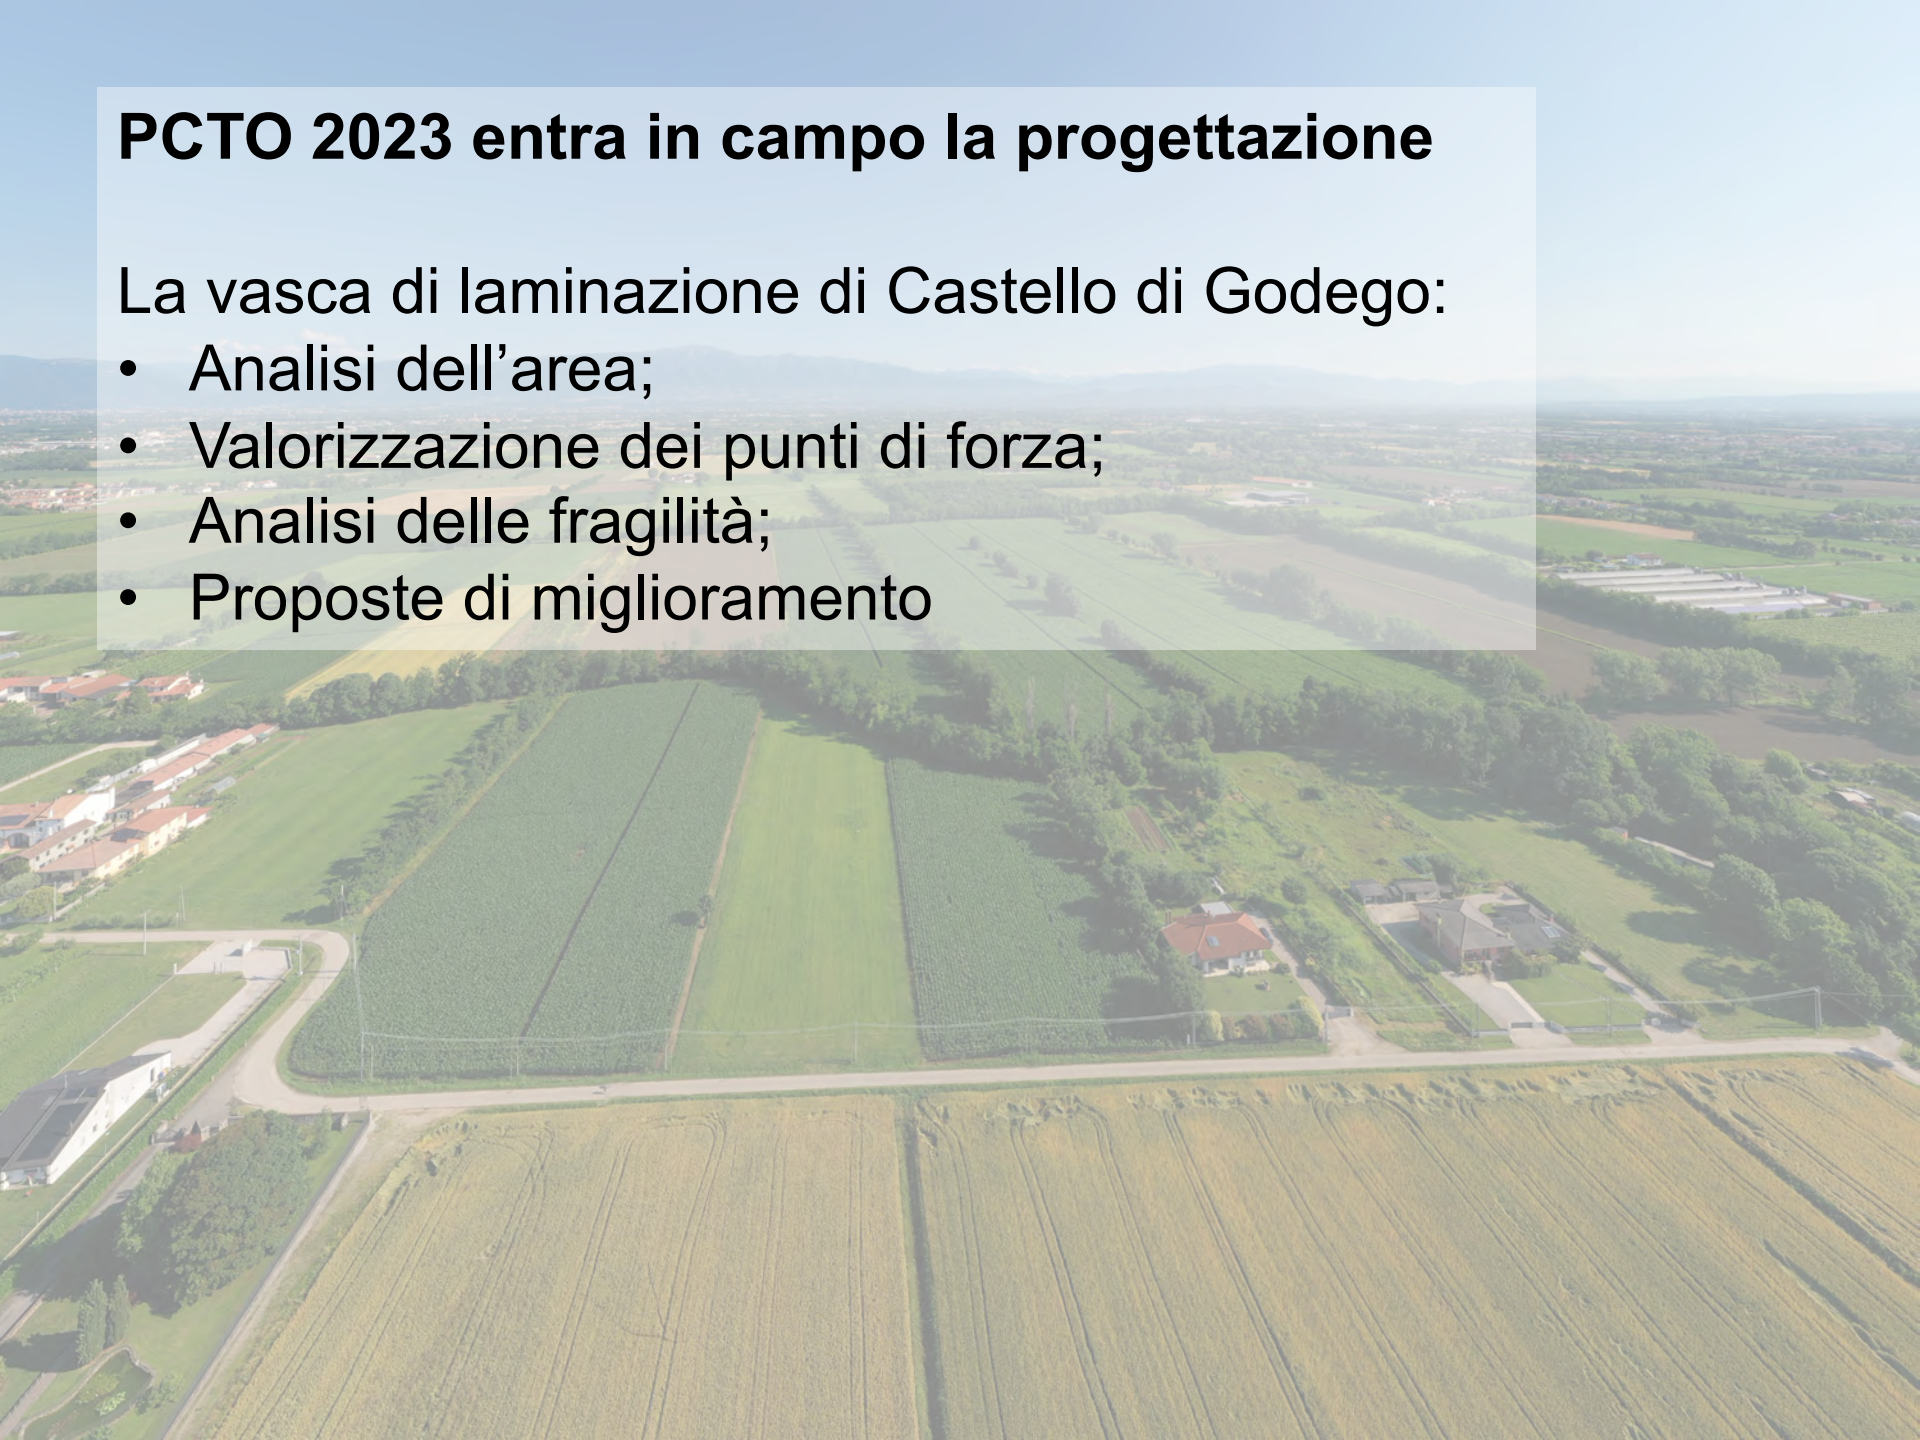 PCTO 2023 entra in campo la progettazione
La vasca di laminazione di Castello di Godego:
• Analisi dell’area;
• Valorizzazione dei punti di forza;
• Analisi delle fragilità;
• Proposte di miglioramento